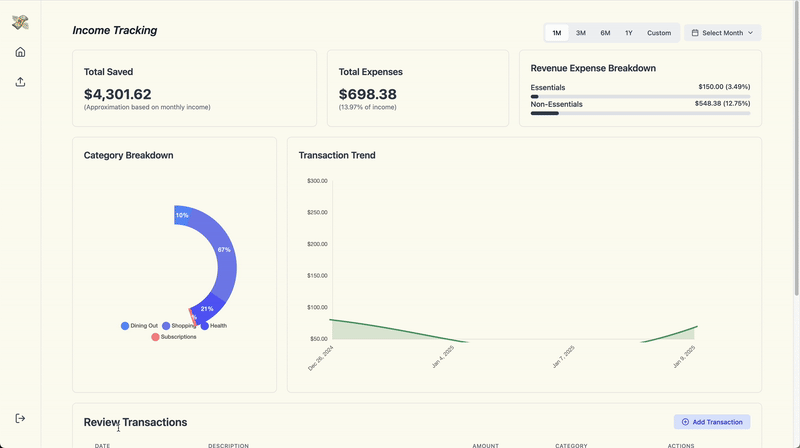 Income Tracking
1M 3M 6M 1Y Custom Select Month
Total Saved
$4,301.62
(Approximation based on monthly income)
Total Expenses
$698.38
(13.97% of income)
Revenue Expense Breakdown
Essentials $150.00 (3.49%)
Non-Essentials $548.38 (12.75%)
Category Breakdown
10%
67%
21%
Dining Out Shopping Health
Subscriptions
Transaction Trend
$300.00
$250.00
$200.00
$150.00
$100.00
$50.00
Dec 26, 2024 Jan 4, 2025 Jan 7, 2025 Jan 9, 2025
Review Transactions
Add Transaction
DATE DESCRIPTION AMOUNT CATEGORY ACTIONS